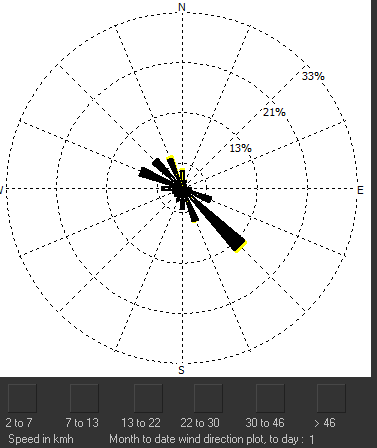 N
33%
21%
13%
W
E
S
2 to 7 7 to 13 13 to 22 22 to 30 30 to 46 > 46
Speed in kmh Month to date wind direction plot, to day : 1